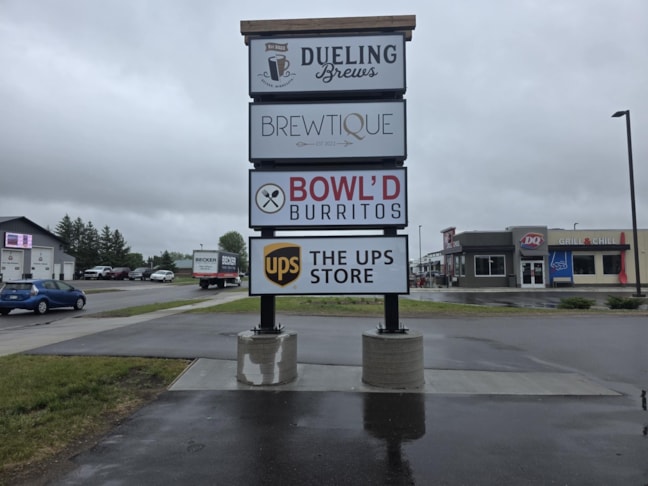 DUELING
Brews
BREWTIQUE
BOWL'D
BURRITOS
ups
THE UPS
STORE
DQ
GRILL & CHILL